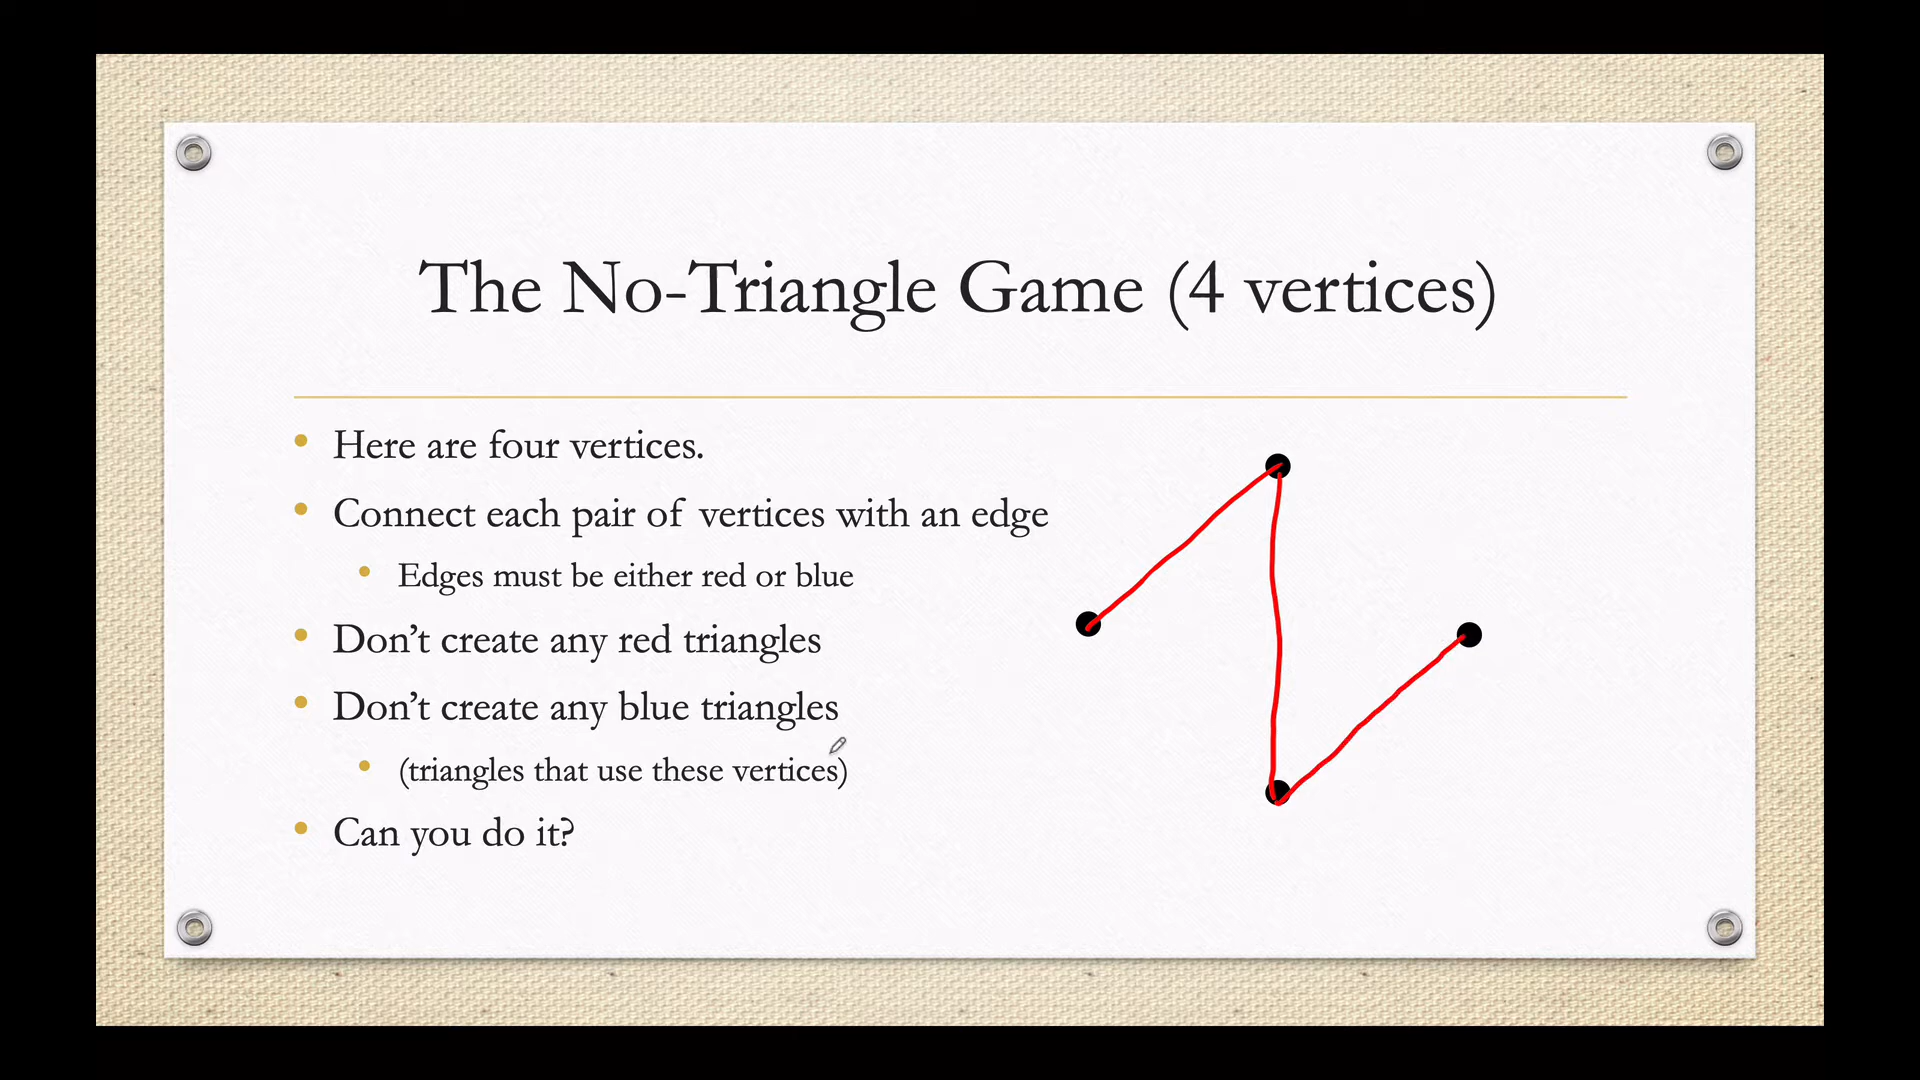 The No-Triangle Game (4 vertices)
Here are four vertices.
Connect each pair of vertices with an edge
Edges must be either red or blue
Don’t create any red triangles
Don’t create any blue triangles
(triangles that use these vertices)
Can you do it?